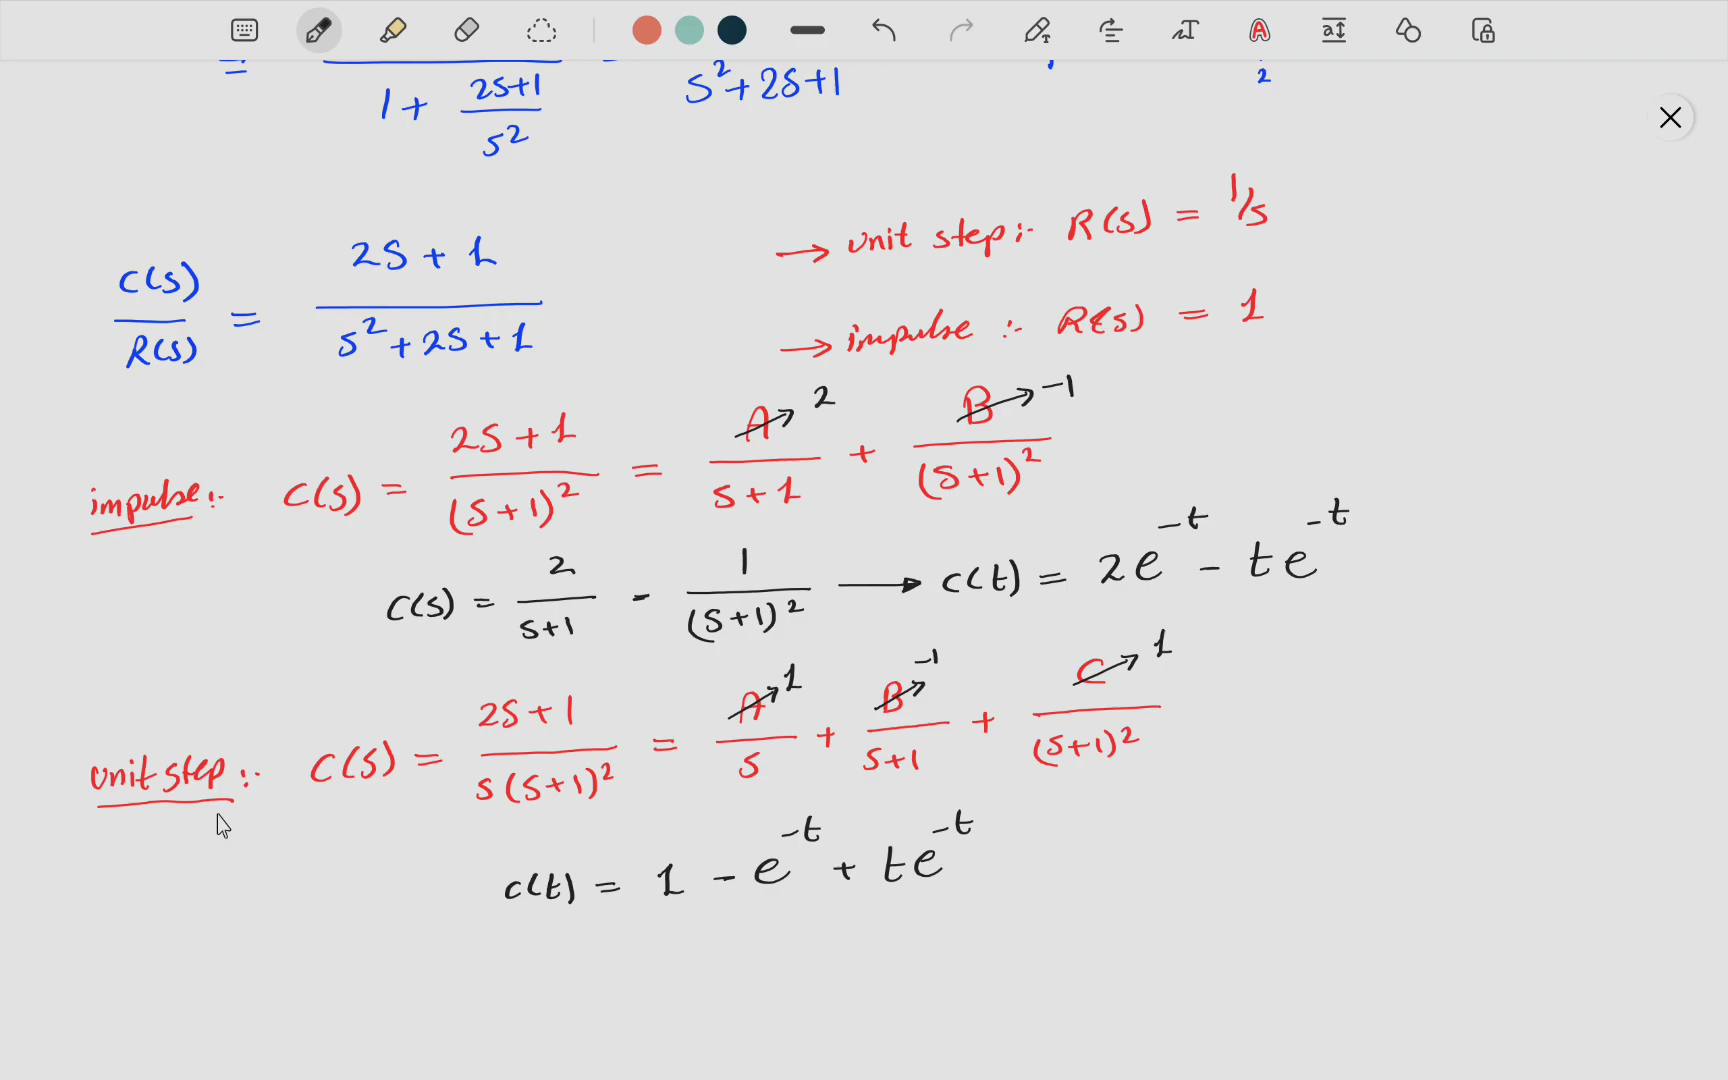 = 1 + (2S+1)/S² S²+2S+1 2
C(S)/R(S) = (2S + 1)/(S² + 2S + 1)
→ unit step :- R(S) = 1/S
→ impulse :- R(S) = 1
impulse :- C(S) = (2S + 1)/(S + 1)² = A/(S + 1) + B/(S+1)² A → 2 B → -1
C(S) = 2/(S+1) - 1/(S+1)² → c(t) = 2e^-t - te^-t
unit step :- C(S) = (2S + 1)/(S(S+1)²) = A/S + B/(S+1) + C/(S+1)² A → 1 B → -1 C → 1
c(t) = 1 - e^-t + te^-t